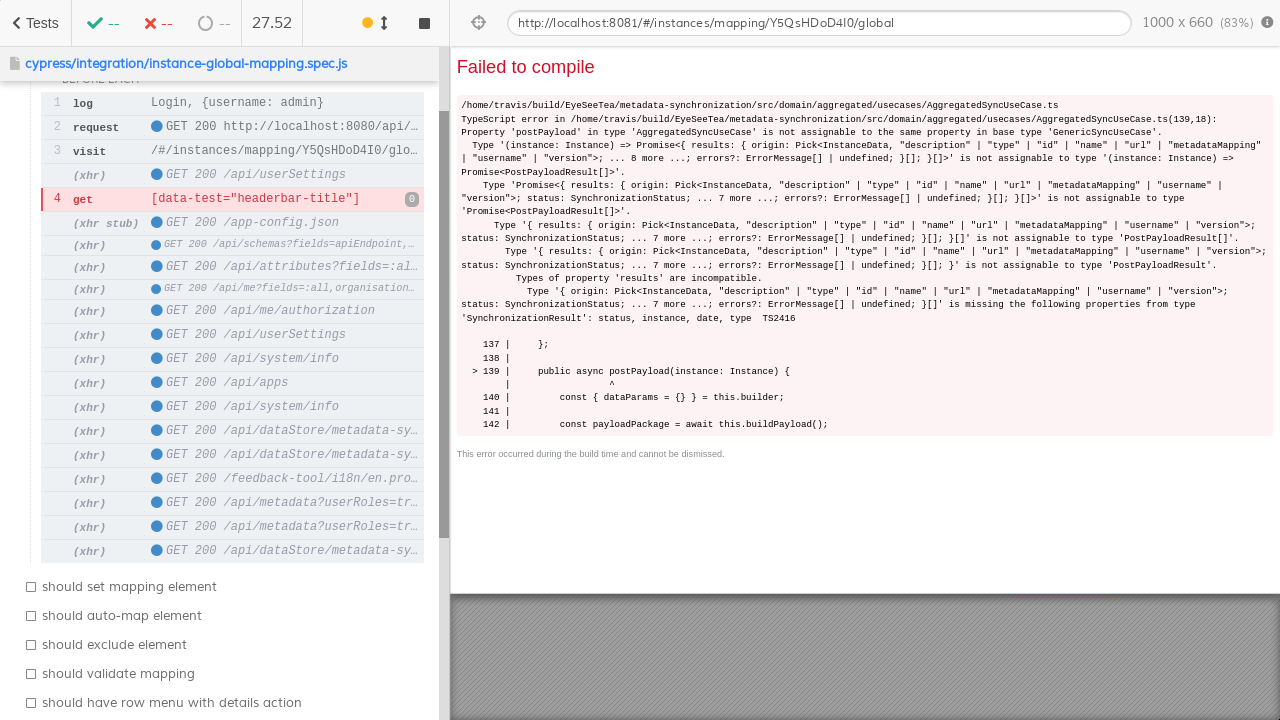 Tests
--
--
--
27.52
http://localhost:8081/#/instances/mapping/Y5QsHDoD4I0/global
1000 x 660 (83%)
cypress/integration/instance-global-mapping.spec.js
BEFORE EACH
1 log Login, {username: admin}
2 request GET 200 http://localhost:8080/api/…
3 visit /#/instances/mapping/Y5QsHDoD4I0/glo…
(xhr) GET 200 /api/userSettings
4 get [data-test="headerbar-title"] 0
(xhr stub) GET 200 /app-config.json
(xhr) GET 200 /api/schemas?fields=apiEndpoint,…
(xhr) GET 200 /api/attributes?fields=:al…
(xhr) GET 200 /api/me?fields=:all,organisation…
(xhr) GET 200 /api/me/authorization
(xhr) GET 200 /api/userSettings
(xhr) GET 200 /api/system/info
(xhr) GET 200 /api/apps
(xhr) GET 200 /api/system/info
(xhr) GET 200 /api/dataStore/metadata-sy…
(xhr) GET 200 /api/dataStore/metadata-sy…
(xhr) GET 200 /feedback-tool/i18n/en.pro…
(xhr) GET 200 /api/metadata?userRoles=tr…
(xhr) GET 200 /api/metadata?userRoles=tr…
(xhr) GET 200 /api/dataStore/metadata-sy…
should set mapping element
should auto-map element
should exclude element
should validate mapping
should have row menu with details action
Failed to compile
/home/travis/build/EyeSeeTea/metadata-synchronization/src/domain/aggregated/usecases/AggregatedSyncUseCase.ts
TypeScript error in /home/travis/build/EyeSeeTea/metadata-synchronization/src/domain/aggregated/usecases/AggregatedSyncUseCase.ts(139,18):
Property 'postPayload' in type 'AggregatedSyncUseCase' is not assignable to the same property in base type 'GenericSyncUseCase'.
Type '(instance: Instance) => Promise<{ results: { origin: Pick<InstanceData, "description" | "type" | "id" | "name" | "url" | "metadataMapping"
| "username" | "version">; ... 8 more ...; errors?: ErrorMessage[] | undefined; }[]; }[]>' is not assignable to type '(instance: Instance) =>
Promise<PostPayloadResult[]>'.
Type 'Promise<{ results: { origin: Pick<InstanceData, "description" | "type" | "id" | "name" | "url" | "metadataMapping" | "username" |
"version">; status: SynchronizationStatus; ... 7 more ...; errors?: ErrorMessage[] | undefined; }[]; }[]>' is not assignable to type
'Promise<PostPayloadResult[]>'.
Type '{ results: { origin: Pick<InstanceData, "description" | "type" | "id" | "name" | "url" | "metadataMapping" | "username" | "version">;
status: SynchronizationStatus; ... 7 more ...; errors?: ErrorMessage[] | undefined; }[]; }[]' is not assignable to type 'PostPayloadResult[]'.
Type '{ results: { origin: Pick<InstanceData, "description" | "type" | "id" | "name" | "url" | "metadataMapping" | "username" | "version">;
status: SynchronizationStatus; ... 7 more ...; errors?: ErrorMessage[] | undefined; }[]; }' is not assignable to type 'PostPayloadResult'.
Types of property 'results' are incompatible.
Type '{ origin: Pick<InstanceData, "description" | "type" | "id" | "name" | "url" | "metadataMapping" | "username" | "version">;
status: SynchronizationStatus; ... 7 more ...; errors?: ErrorMessage[] | undefined; }[]' is missing the following properties from type
'SynchronizationResult': status, instance, date, type  TS2416
137 |     };
138 |
> 139 |     public async postPayload(instance: Instance) {
|                  ^
140 |         const { dataParams = {} } = this.builder;
141 |
142 |         const payloadPackage = await this.buildPayload();
This error occurred during the build time and cannot be dismissed.